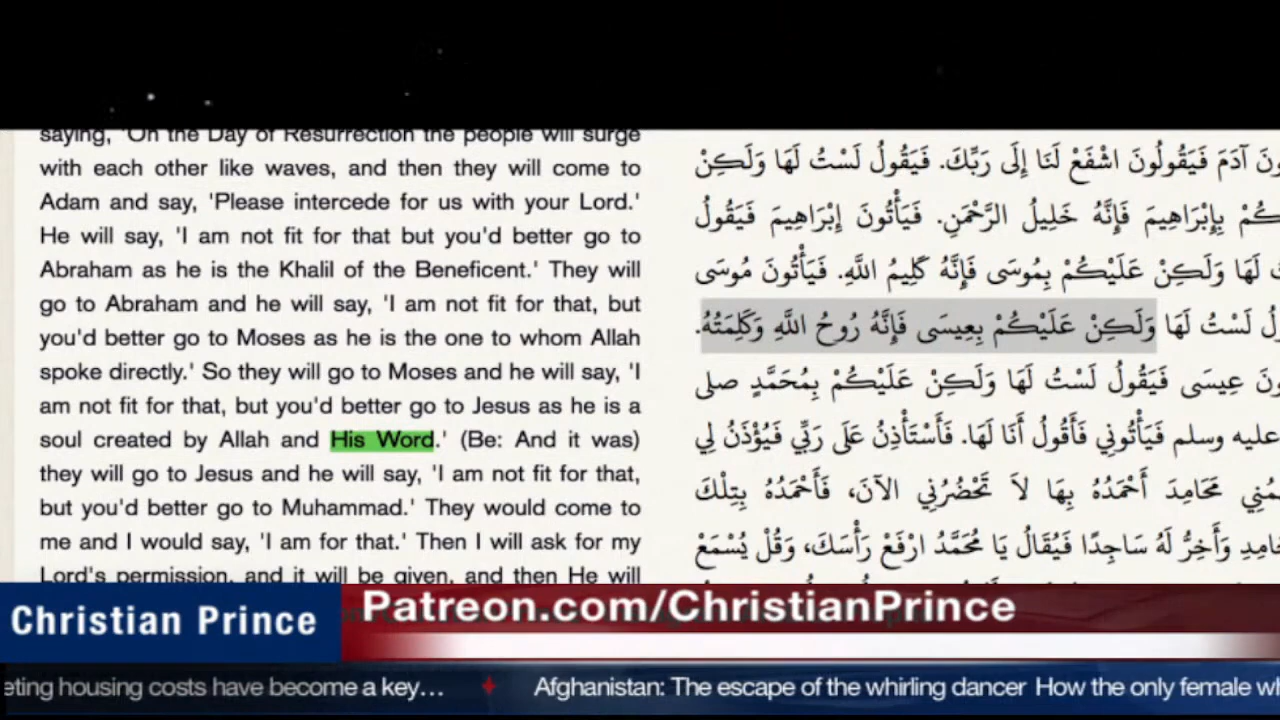 saying, 'On the Day of Resurrection the people will surge
with each other like waves, and then they will come to
Adam and say, 'Please intercede for us with your Lord.'
He will say, 'I am not fit for that but you'd better go to
Abraham as he is the Khalil of the Beneficent.' They will
go to Abraham and he will say, 'I am not fit for that, but
you'd better go to Moses as he is the one to whom Allah
spoke directly.' So they will go to Moses and he will say, 'I
am not fit for that, but you'd better go to Jesus as he is a
soul created by Allah and His Word.' (Be: And it was)
they will go to Jesus and he will say, 'I am not fit for that,
but you'd better go to Muhammad.' They would come to
me and I would say, 'I am for that.' Then I will ask for my
Lord's permission, and it will be given, and then He will
آدَمَ فَيَقُولُونَ اشْفَعْ لَنَا إِلَى رَبِّكَ. فَيَقُولُ لَسْتُ لَهَا وَلَكِنْ
بِإِبْرَاهِيمَ فَإِنَّهُ خَلِيلُ الرَّحْمَنِ. فَيَأْتُونَ إِبْرَاهِيمَ فَيَقُولُ
لَهَا وَلَكِنْ عَلَيْكُمْ بِمُوسَى فَإِنَّهُ كَلِيمُ اللَّهِ. فَيَأْتُونَ مُوسَى
لَسْتُ لَهَا وَلَكِنْ عَلَيْكُمْ بِعِيسَى فَإِنَّهُ رُوحُ اللَّهِ وَكَلِمَتُهُ.
عِيسَى فَيَقُولُ لَسْتُ لَهَا وَلَكِنْ عَلَيْكُمْ بِمُحَمَّدٍ صلى
عليه وسلم فَيَأْتُونِي فَأَقُولُ أَنَا لَهَا. فَأَسْتَأْذِنُ عَلَى رَبِّي فَيُؤْذَنُ لِي
مَحَامِدَ أَحْمَدُهُ بِهَا لاَ تَحْضُرُنِي الآنَ، فَأَحْمَدُهُ بِتِلْكَ
وَأَخِرُّ لَهُ سَاجِدًا فَيُقَالُ يَا مُحَمَّدُ ارْفَعْ رَأْسَكَ، وَقُلْ يُسْمَعْ
Christian Prince
Patreon.com/ChristianPrince
eting housing costs have become a key… Afghanistan: The escape of the whirling dancer How the only female wh